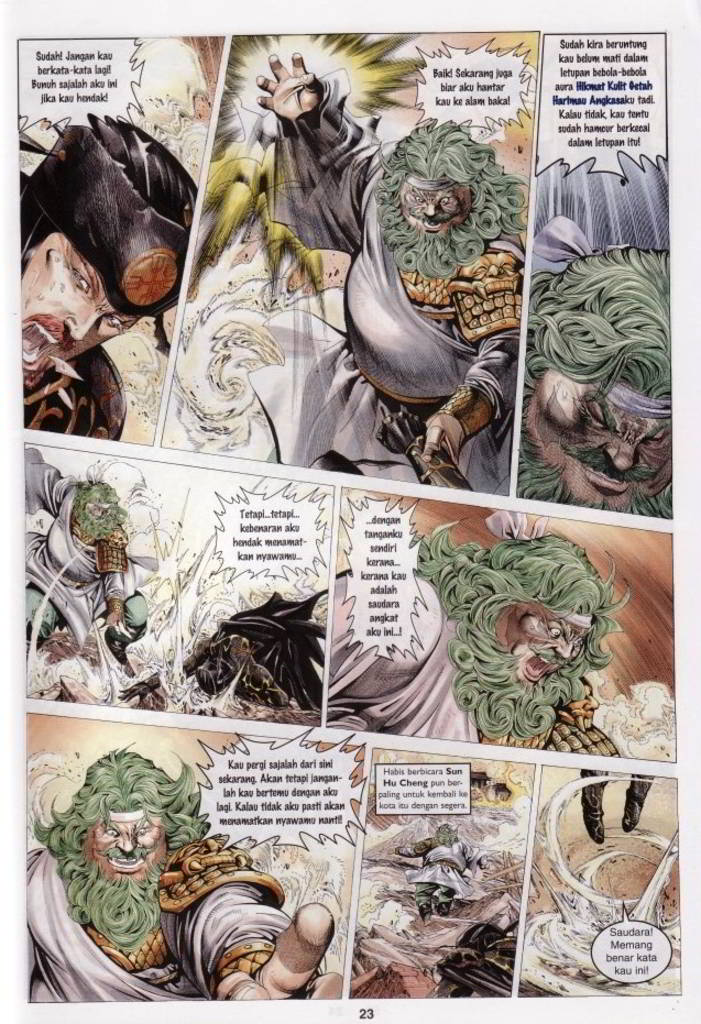 Sudah! Jangan kau
berkata-kata lagi!
Bunuh sajalah aku ini
jika kau hendak!
Baik! Sekarang juga
biar aku hantar
kau ke alam baka!
Sudah kira beruntung
kau belum mati dalam
letupan bebola-bebola
aura Hikmat Kulit Getah
Harimau Angkasaku tadi.
Kalau tidak, kau tentu
sudah hancur berkecai
dalam letupan itu!
Tetapi...tetapi...
kebenaran aku
hendak menamat-
kan nyawamu...
...dengan
tanganku
sendiri
kerana...
kerana kau
adalah
saudara
angkat
aku ini...!
Kau pergi sajalah dari sini
sekarang. Akan tetapi jangan-
lah kau bertemu dengan aku
lagi. Kalau tidak aku pasti akan
menamatkan nyawamu nanti!
Habis berbicara Sun
Hu Cheng pun ber-
paling untuk kembali ke
kota itu dengan segera.
Saudara!
Memang
benar kata
kau ini!
23